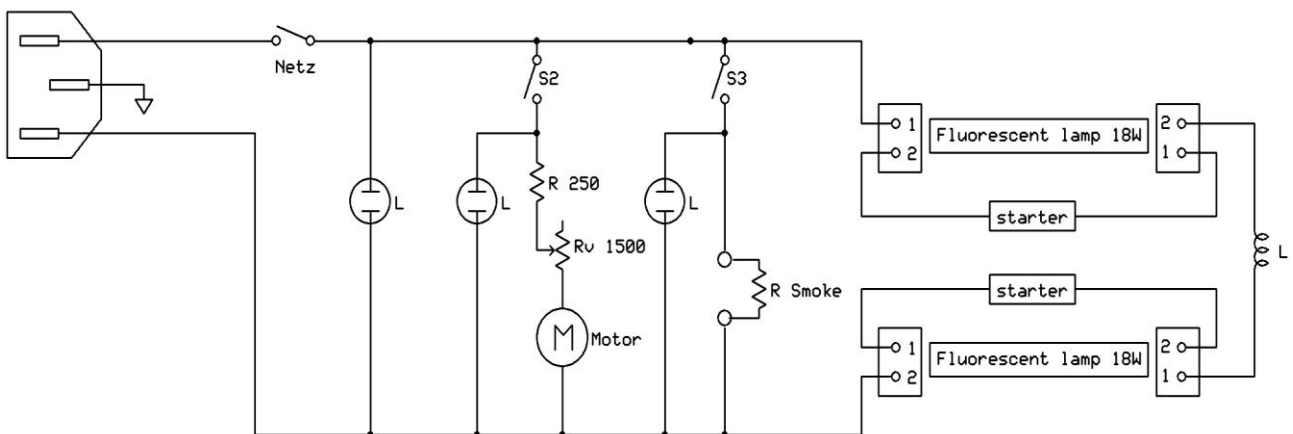 Netz
S2
S3
L
L
L
R 250
Rv 1500
M
Motor
R Smoke
1
2
Fluorescent lamp 18W
2
1
starter
L
starter
1
2
Fluorescent lamp 18W
2
1